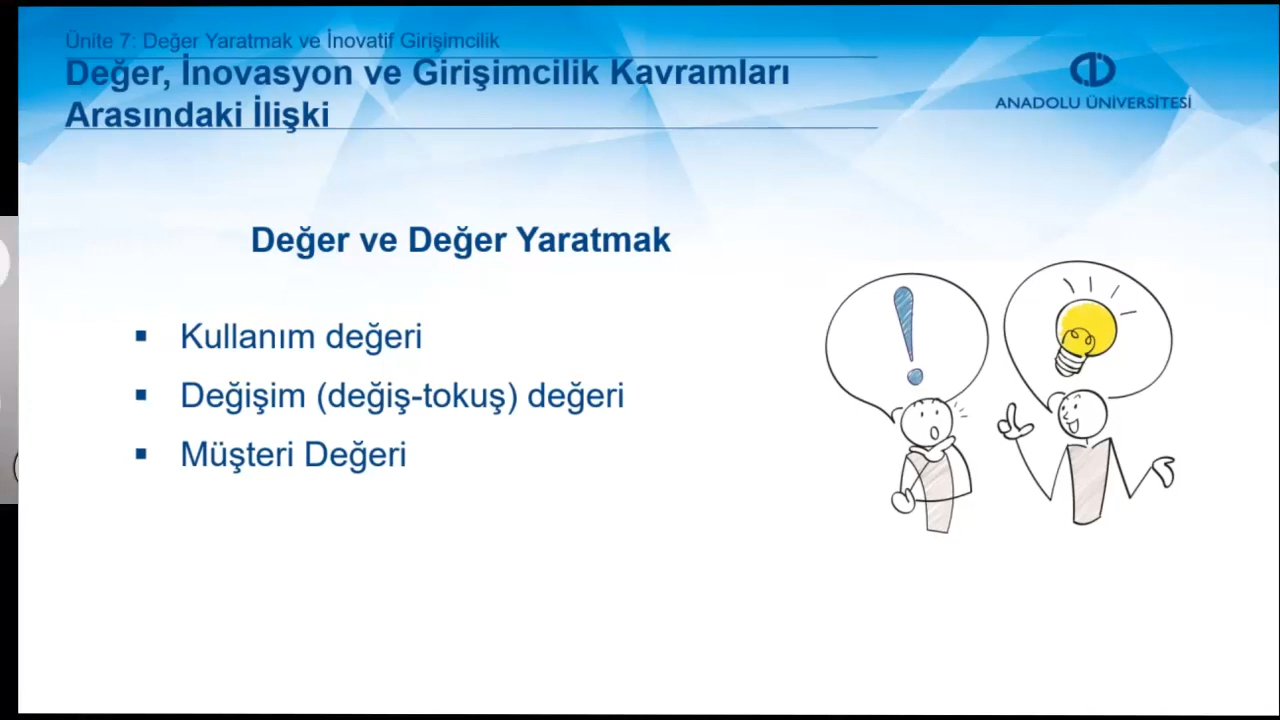 Ünite 7: Değer Yaratmak ve İnovatif Girişimcilik
Değer, İnovasyon ve Girişimcilik Kavramları
Arasındaki İlişki
ANADOLU ÜNİVERSİTESİ
Değer ve Değer Yaratmak
▪ Kullanım değeri
▪ Değişim (değiş-tokuş) değeri
▪ Müşteri Değeri